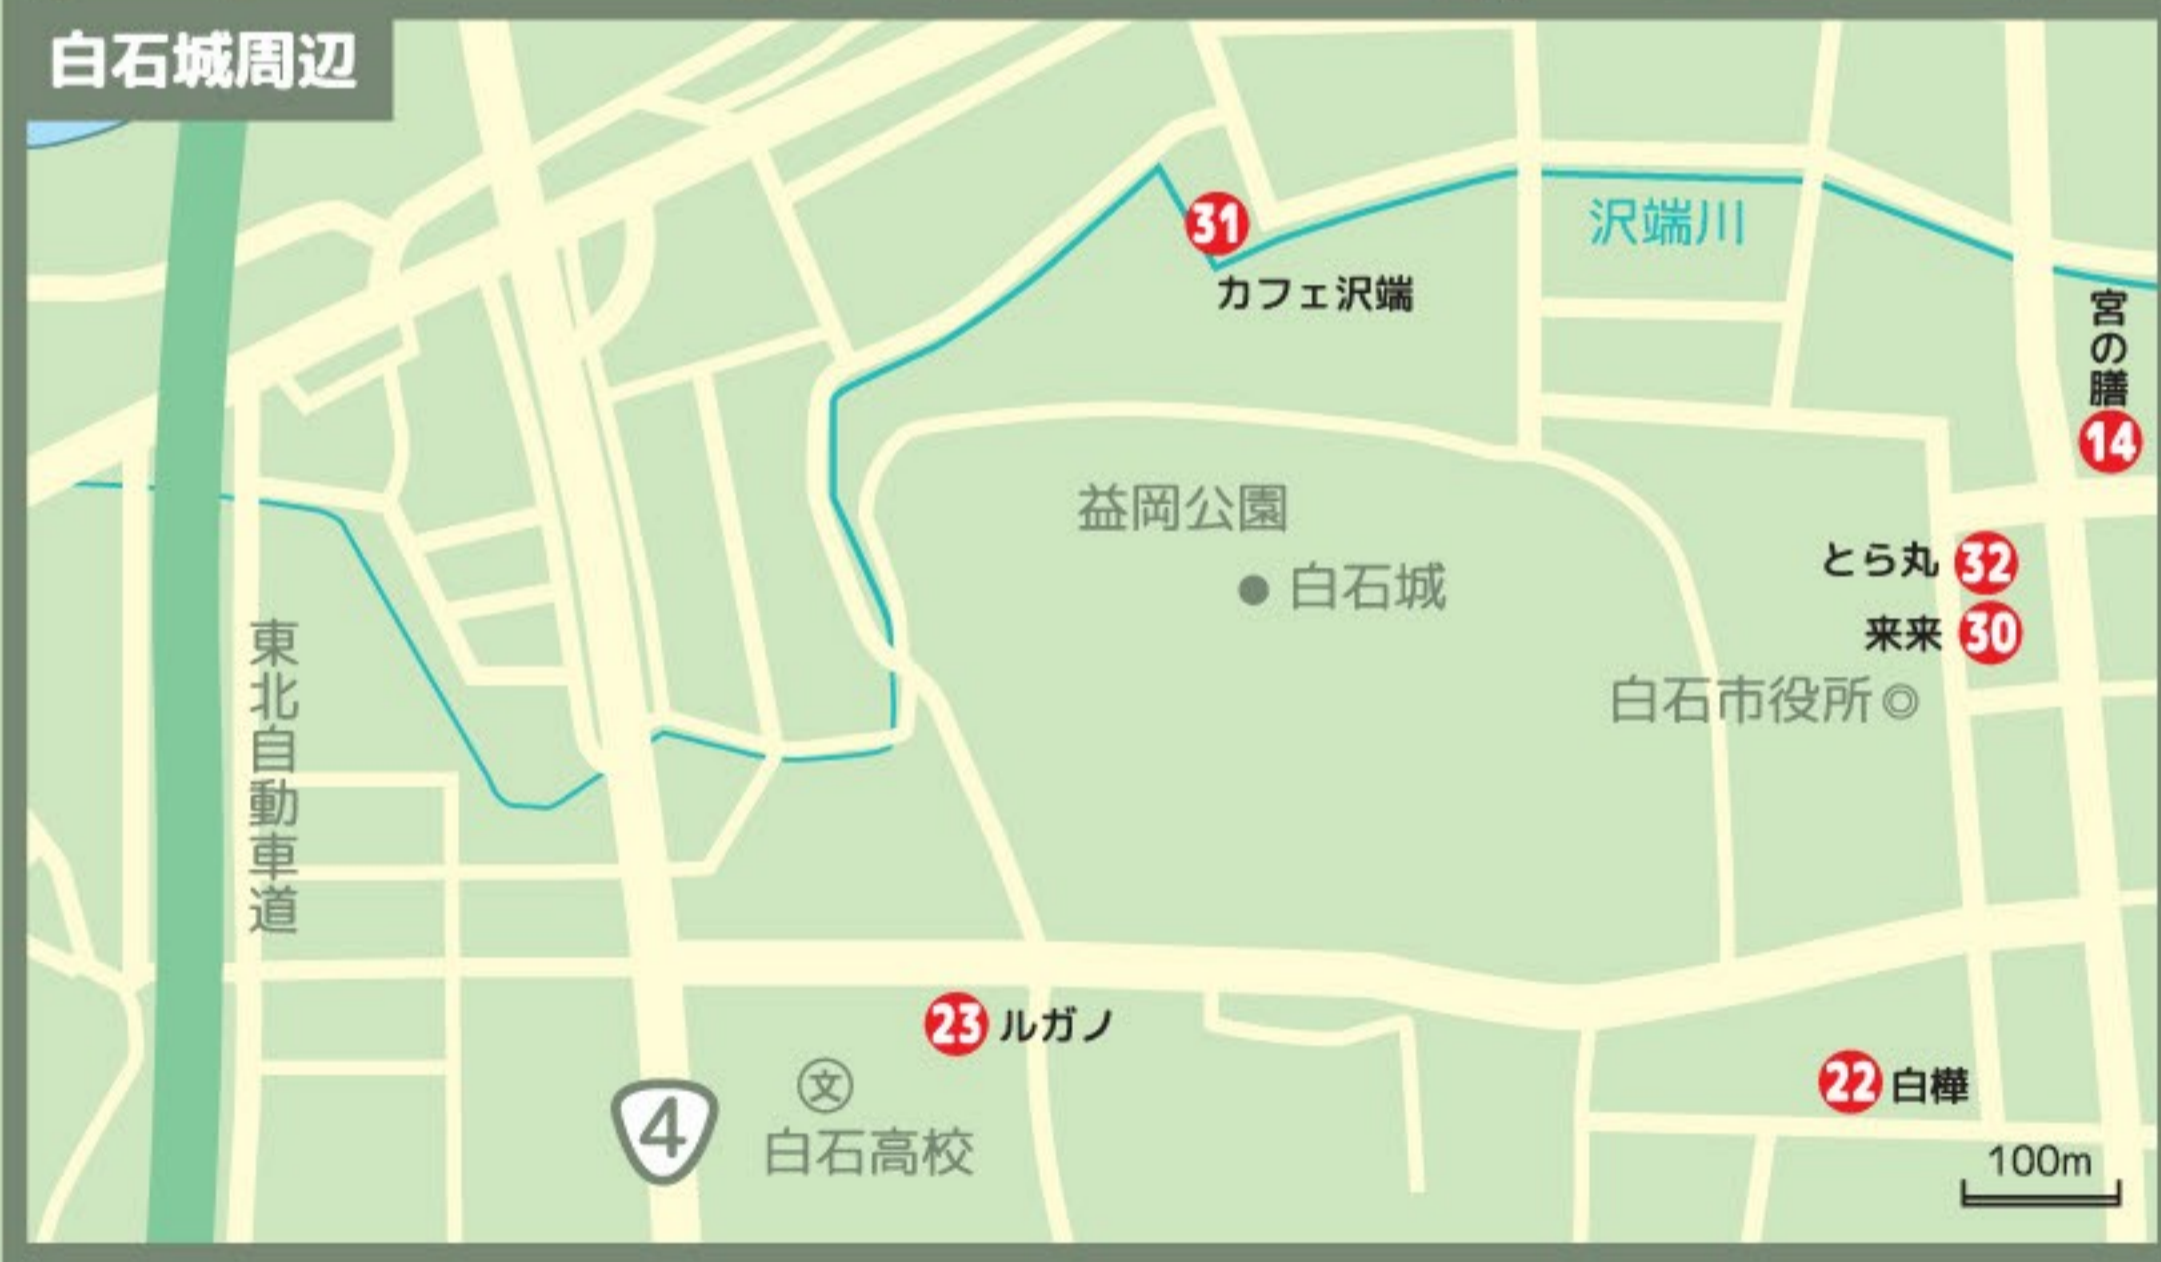 白石城周辺
31
カフェ沢端
沢端川
宮の膳
14
益岡公園
白石城
とら丸 32
来来 30
白石市役所
東北自動車道
23 ルガノ
22 白樺
4
文
白石高校
100m